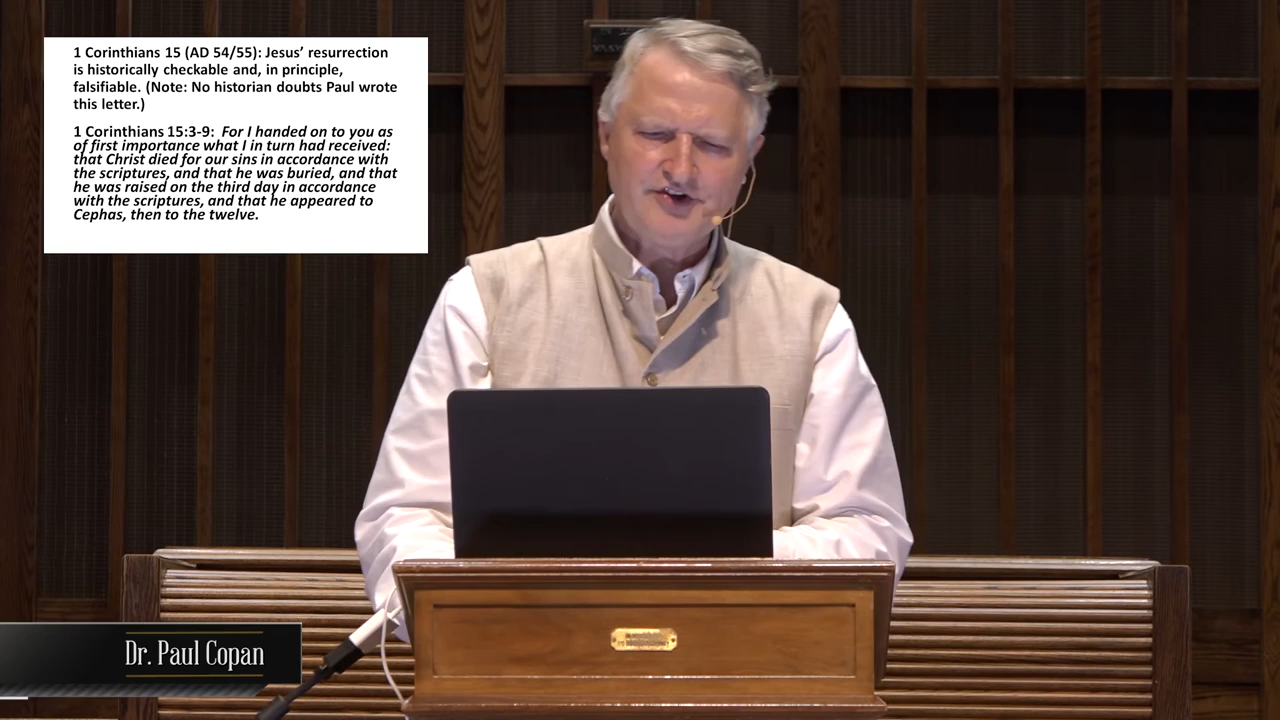 1 Corinthians 15 (AD 54/55): Jesus’ resurrection
is historically checkable and, in principle,
falsifiable. (Note: No historian doubts Paul wrote
this letter.)
1 Corinthians 15:3-9: For I handed on to you as
of first importance what I in turn had received:
that Christ died for our sins in accordance with
the scriptures, and that he was buried, and that
he was raised on the third day in accordance
with the scriptures, and that he appeared to
Cephas, then to the twelve.
Dr. Paul Copan